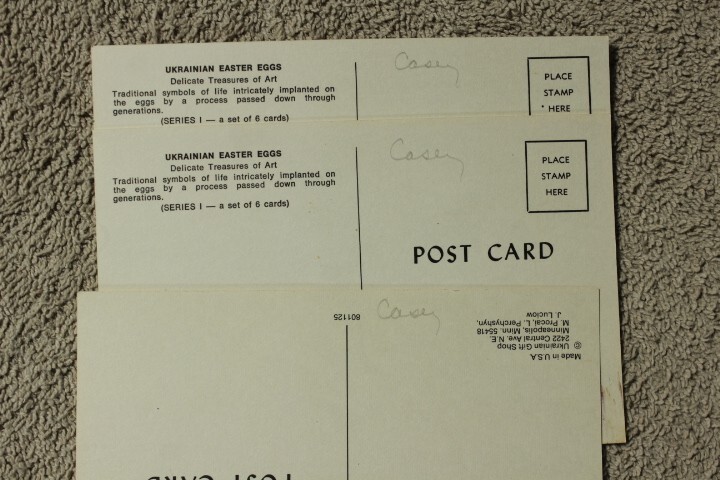 UKRAINIAN EASTER EGGS
Delicate Treasures of Art
Traditional symbols of life intricately implanted on
the eggs by a process passed down through
generations.
(SERIES I — a set of 6 cards)
Casey
PLACE
STAMP
HERE
UKRAINIAN EASTER EGGS
Delicate Treasures of Art
Traditional symbols of life intricately implanted on
the eggs by a process passed down through
generations.
(SERIES I — a set of 6 cards)
Casey
PLACE
STAMP
HERE
POST CARD
Casey
801125
Made in U.S.A.
© Ukrainian Gift Shop
2422 Central Ave. N.E.
Minneapolis, Minn. 55418
M. Procai, L. Perchyshyn,
J. Luciow
POST CARD